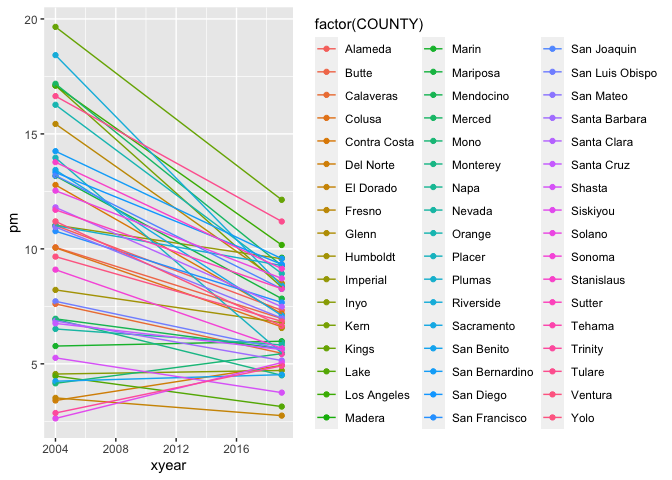 factor(COUNTY)
20
15
10
5
pm
2004
2008
2012
2016
xyear
Alameda
Butte
Calaveras
Colusa
Contra Costa
Del Norte
El Dorado
Fresno
Glenn
Humboldt
Imperial
Inyo
Kern
Kings
Lake
Los Angeles
Madera
Marin
Mariposa
Mendocino
Merced
Mono
Monterey
Napa
Nevada
Orange
Placer
Plumas
Riverside
Sacramento
San Benito
San Bernardino
San Diego
San Francisco
San Joaquin
San Luis Obispo
San Mateo
Santa Barbara
Santa Clara
Santa Cruz
Shasta
Siskiyou
Solano
Sonoma
Stanislaus
Sutter
Tehama
Trinity
Tulare
Ventura
Yolo